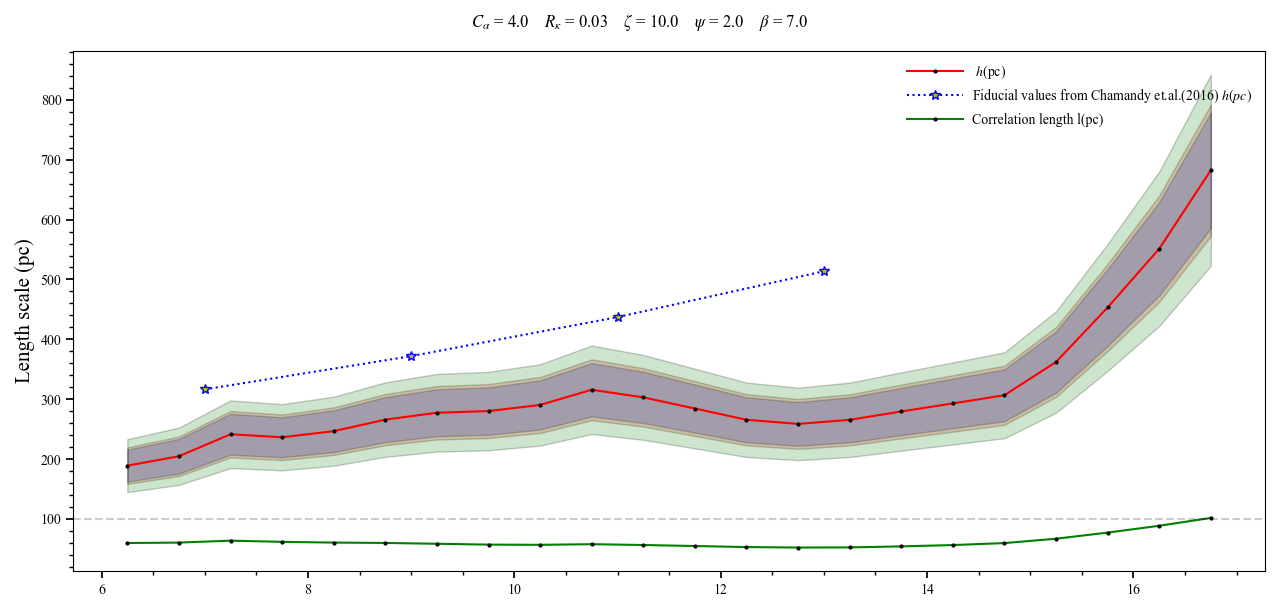 C_α = 4.0 R_κ = 0.03 ζ = 10.0 ψ = 2.0 β = 7.0
h(pc)
Fiducial values from Chamandy et.al.(2016) h(pc)
Correlation length l(pc)
Length scale (pc)
800
700
600
500
400
300
200
100
6 8 10 12 14 16